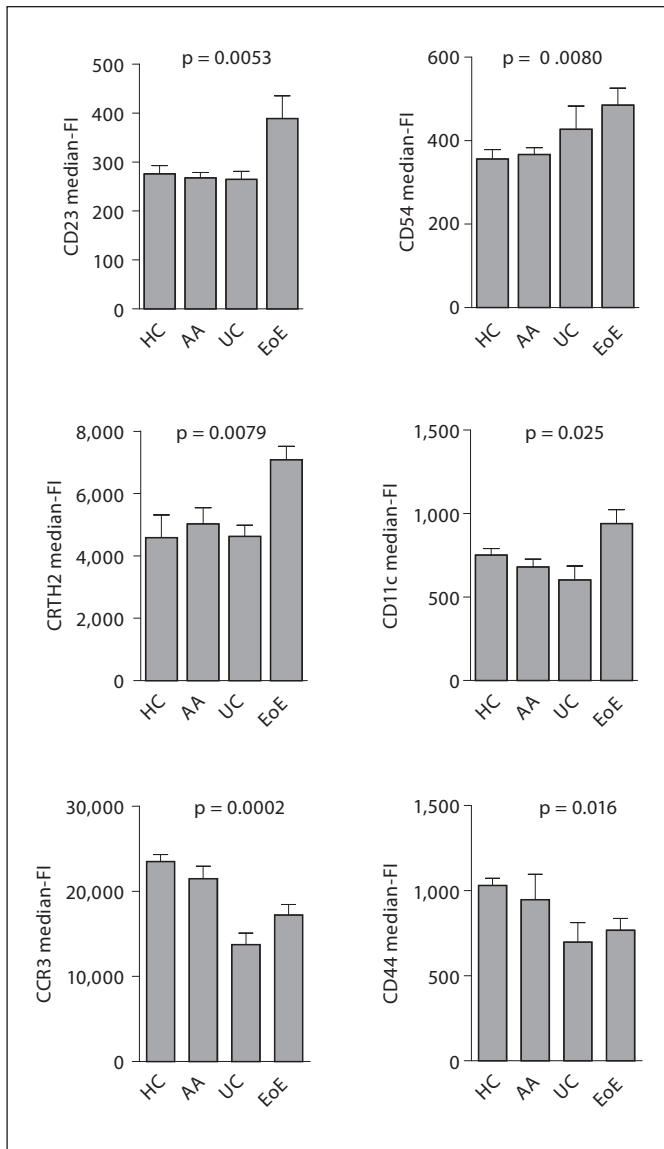 p = 0.0053
CD23 median-FI
500
400
300
200
100
0
HC AA UC EoE
p = 0 .0080
CD54 median-FI
600
400
200
0
HC AA UC EoE
p = 0.0079
CRTH2 median-FI
8,000
6,000
4,000
2,000
0
HC AA UC EoE
p = 0.025
CD11c median-FI
1,500
1,000
500
0
HC AA UC EoE
p = 0.0002
CCR3 median-FI
30,000
20,000
10,000
0
HC AA UC EoE
p = 0.016
CD44 median-FI
1,500
1,000
500
0
HC AA UC EoE